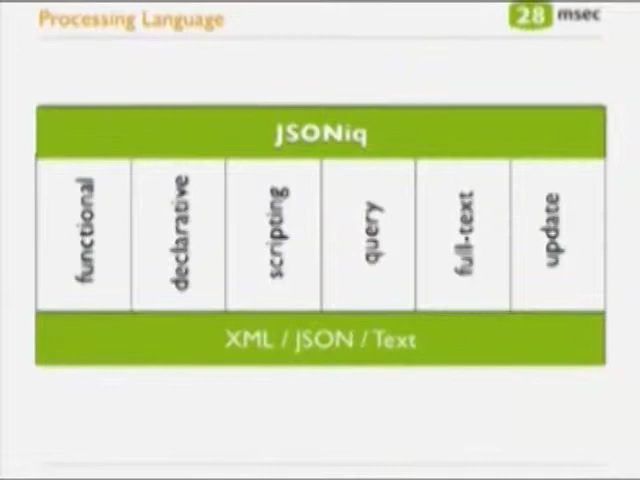 Processing Language
28 msec
JSONiq
functional
declarative
scripting
query
full-text
update
XML / JSON / Text